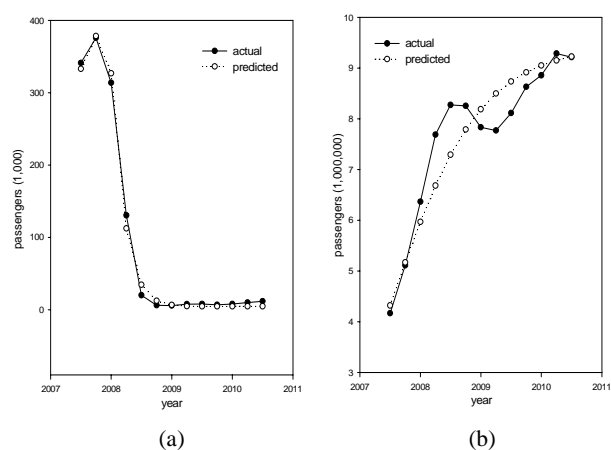 400
300
200
100
0
passengers (1,000)
actual
predicted
2007 2008 2009 2010 2011
year
(a)
10
9
8
7
6
5
4
3
passengers (1,000,000)
actual
predicted
2007 2008 2009 2010 2011
year
(b)